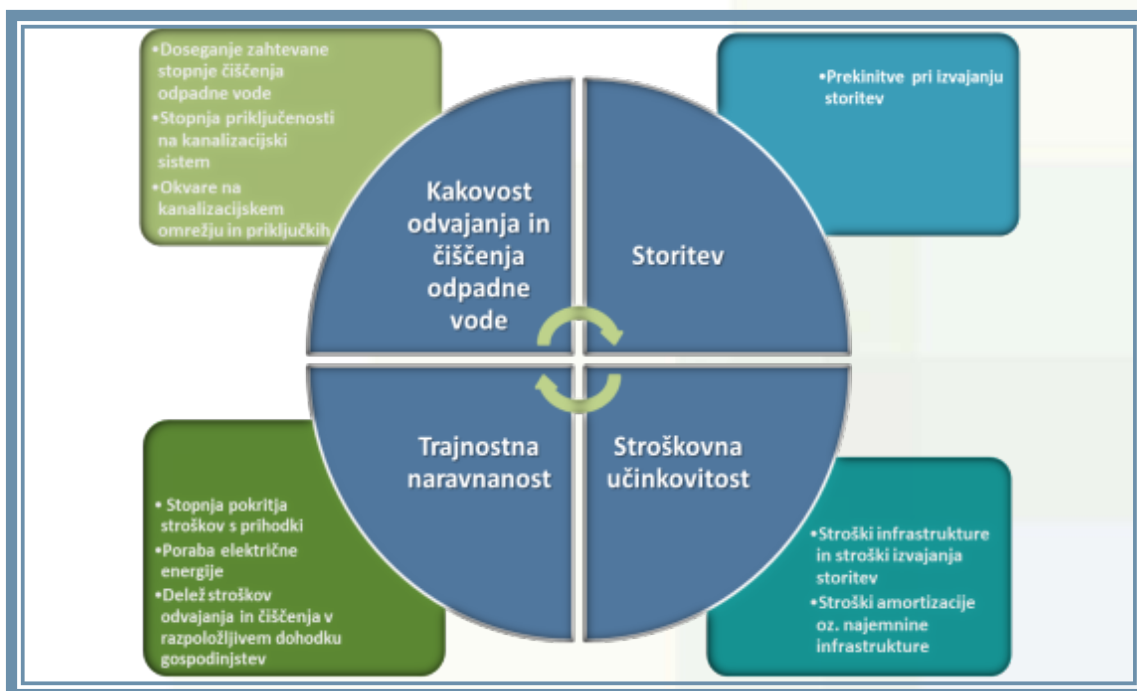 •Doseganje zahtevane
stopnje čiščenja
odpadne vode
•Stopnja priključenosti
na kanalizacijski
sistem
•Okvare na
kanalizacijskem
omrežju in priključkih
•Prekinitve pri izvajanju
storitev
Kakovost
odvajanja in
čiščenja
odpadne
vode
Storitev
Trajnostna
naravnanost
Stroškovna
učinkovitost
• Stopnja pokritja
stroškov s prihodki
•Poraba električne
energije
•Delež stroškov
odvajanja in čiščenja v
razpoložljivem dohodku
gospodinjstev
•Stroški infrastrukture
in stroški izvajanja
storitev
•Stroški amortizacije
oz. najemnine
infrastrukture